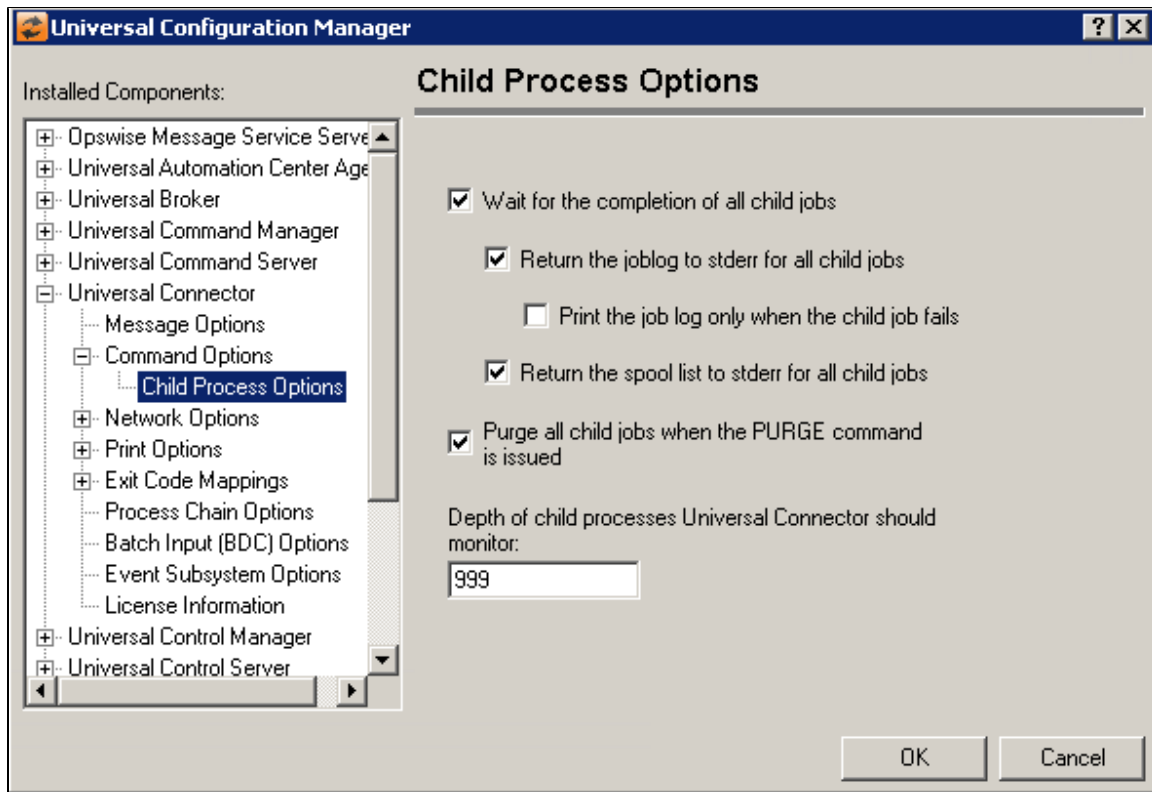 Universal Configuration Manager
Installed Components:
Opswise Message Service Serve
Universal Automation Center Age
Universal Broker
Universal Command Manager
Universal Command Server
Universal Connector
Message Options
Command Options
Child Process Options
Network Options
Print Options
Exit Code Mappings
Process Chain Options
Batch Input (BDC) Options
Event Subsystem Options
License Information
Universal Control Manager
Universal Control Server
Child Process Options
Wait for the completion of all child jobs
Return the joblog to stderr for all child jobs
Print the job log only when the child job fails
Return the spool list to stderr for all child jobs
Purge all child jobs when the PURGE command
is issued
Depth of child processes Universal Connector should
monitor:
999
OK
Cancel